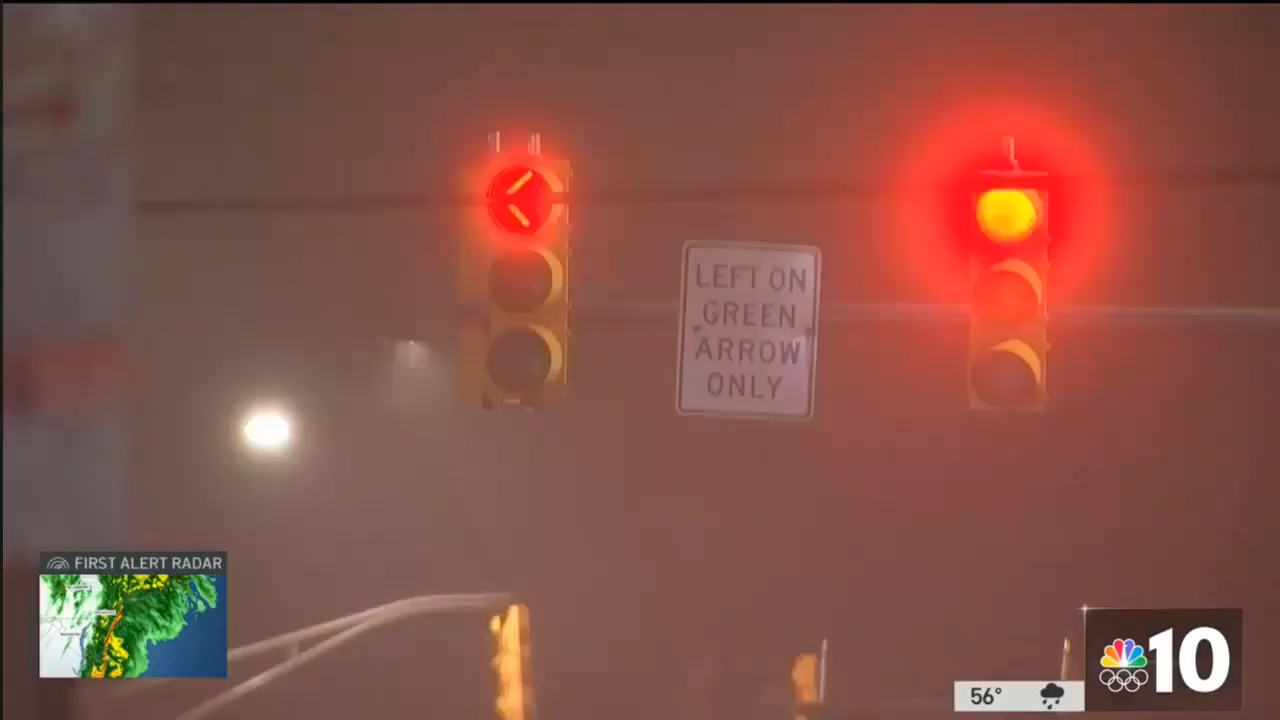 LEFT ON
GREEN
ARROW
ONLY
FIRST ALERT RADAR
56°
10